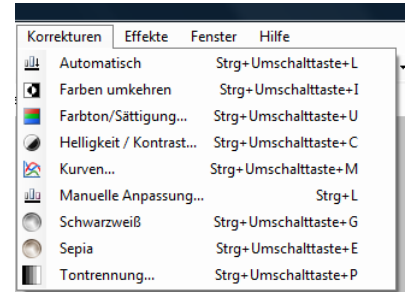 Korrekturen Effekte Fenster Hilfe
Automatisch Strg+Umschalttaste+L
Farben umkehren Strg+Umschalttaste+I
Farbton/Sättigung... Strg+Umschalttaste+U
Helligkeit / Kontrast... Strg+Umschalttaste+C
Kurven... Strg+Umschalttaste+M
Manuelle Anpassung... Strg+L
Schwarzweiß Strg+Umschalttaste+G
Sepia Strg+Umschalttaste+E
Tontrennung... Strg+Umschalttaste+P